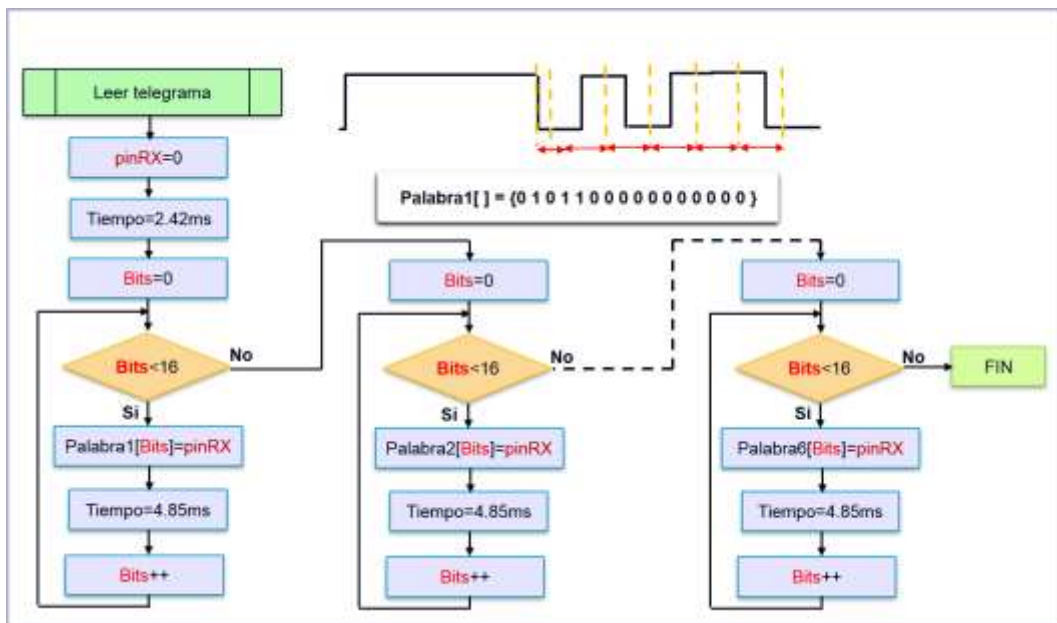 Leer telegrama
pinRX=0
Tiempo=2.42ms
Bits=0
Bits<16
No
Si
Palabra1[Bits]=pinRX
Tiempo=4.85ms
Bits++
Palabra1[ ] = {0 1 0 1 1 0 0 0 0 0 0 0 0 0 0 0 }
Bits=0
Bits<16
No
Si
Palabra2[Bits]=pinRX
Tiempo=4.85ms
Bits++
Bits=0
Bits<16
No
Si
Palabra6[Bits]=pinRX
Tiempo=4.85ms
Bits++
FIN